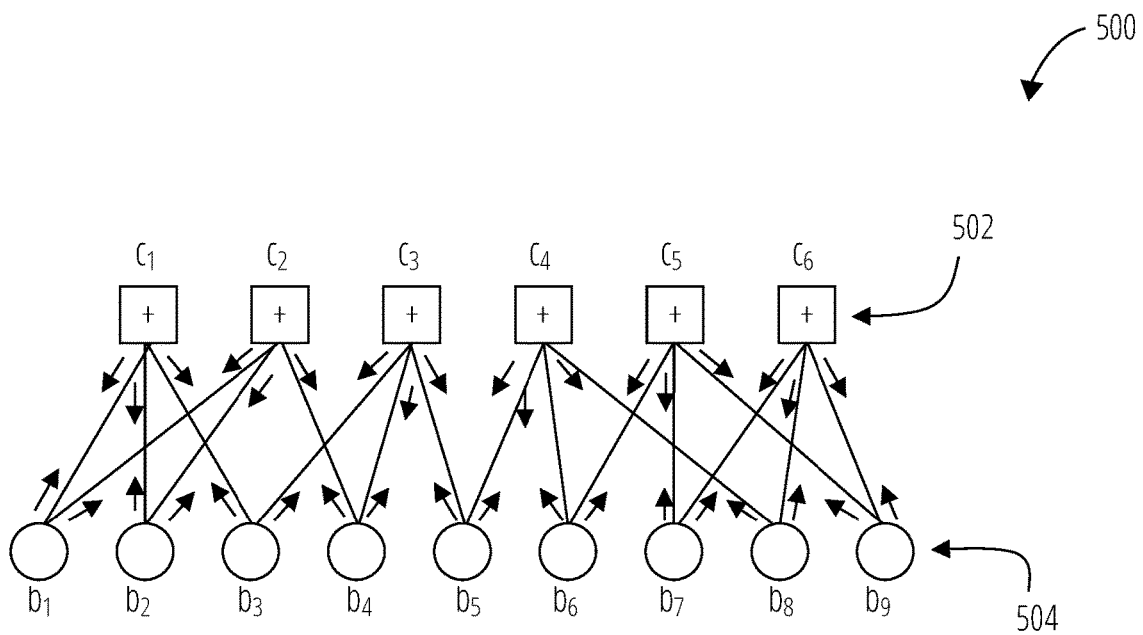 500
502
C₁ C₂ C₃ C₄ C₅ C₆
+ + + + + +
b₁ b₂ b₃ b₄ b₅ b₆ b₇ b₈ b₉
504